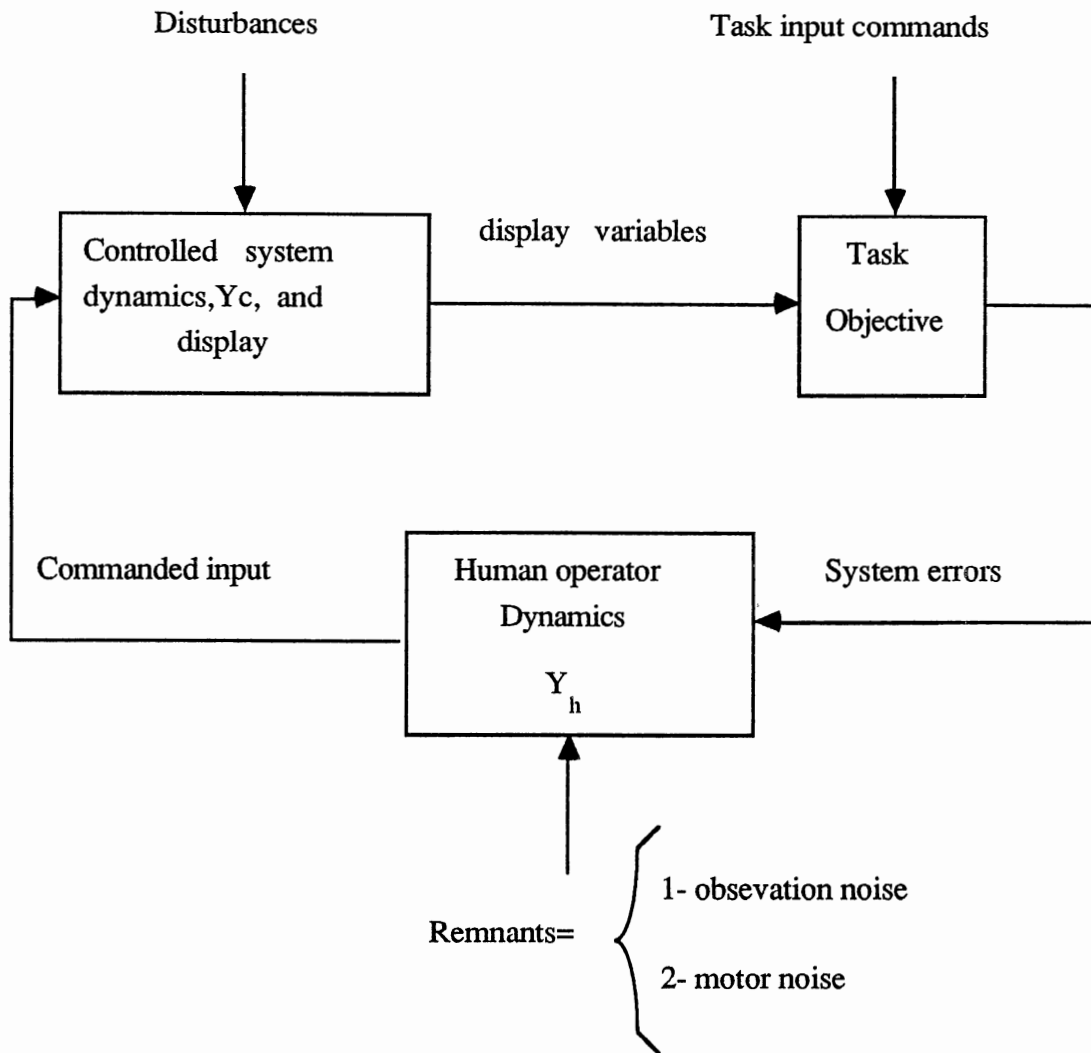 Disturbances
Task input commands
Controlled system
dynamics,Yc, and
display
display variables
Task
Objective
Commanded input
Human operator
Dynamics
Y
h
System errors
Remnants=
1- obsevation noise
2- motor noise